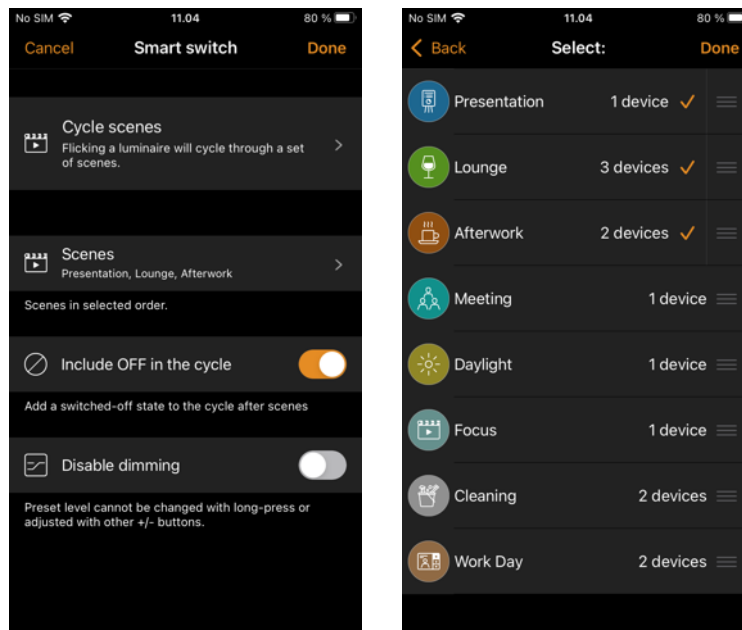 No SIM 11.04 80 %
Cancel Smart switch Done
Cycle scenes
Flicking a luminaire will cycle through a set
of scenes.
Scenes
Presentation, Lounge, Afterwork
Scenes in selected order.
Include OFF in the cycle
Add a switched-off state to the cycle after scenes
Disable dimming
Preset level cannot be changed with long-press or
adjusted with other +/- buttons.
No SIM 11.04 80 %
Back Select: Done
Presentation 1 device
Lounge 3 devices
Afterwork 2 devices
Meeting 1 device
Daylight 1 device
Focus 1 device
Cleaning 2 devices
Work Day 2 devices